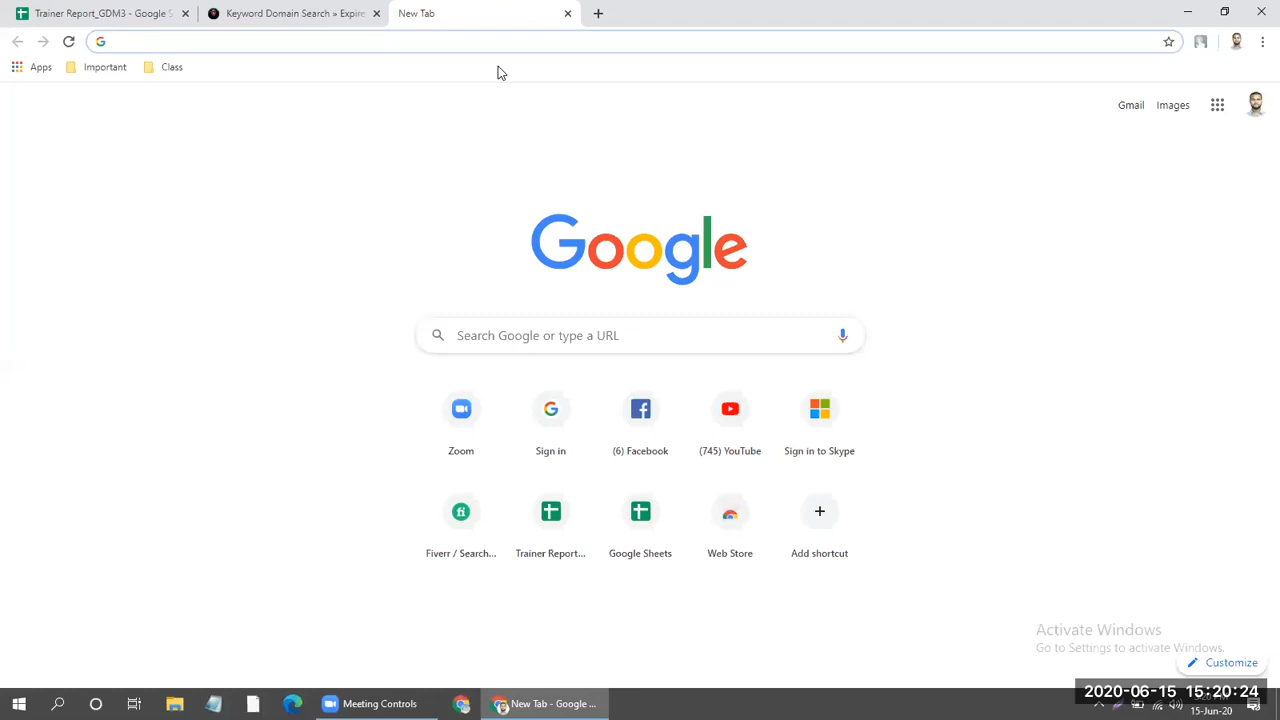 Trainer Report_GDM3 - Google S
Keyword Domain Search » Expire
New Tab
Apps
Important
Class
Gmail
Images
Google
Search Google or type a URL
Zoom
Sign in
(6) Facebook
(745) YouTube
Sign in to Skype
fi
Fiverr / Search...
Trainer Report...
Google Sheets
Web Store
Add shortcut
Activate Windows
Go to Settings to activate Windows.
Customize
Meeting Controls
New Tab - Google ...
2020-06-15 15:20:24
15-Jun-20